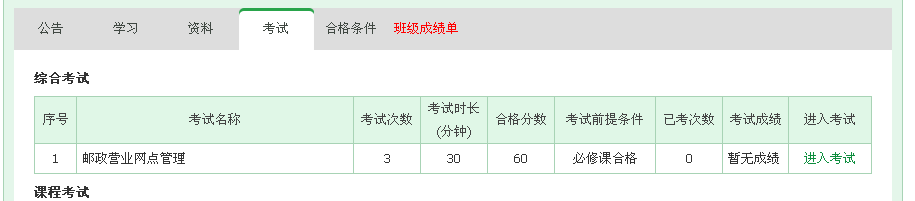 公告 学习 资料 考试 合格条件 班级成绩单
综合考试
序号 考试名称 考试次数 考试时长 (分钟) 合格分数 考试前提条件 已考次数 考试成绩 进入考试
1 邮政营业网点管理 3 30 60 必修课合格 0 暂无成绩 进入考试
课程考试